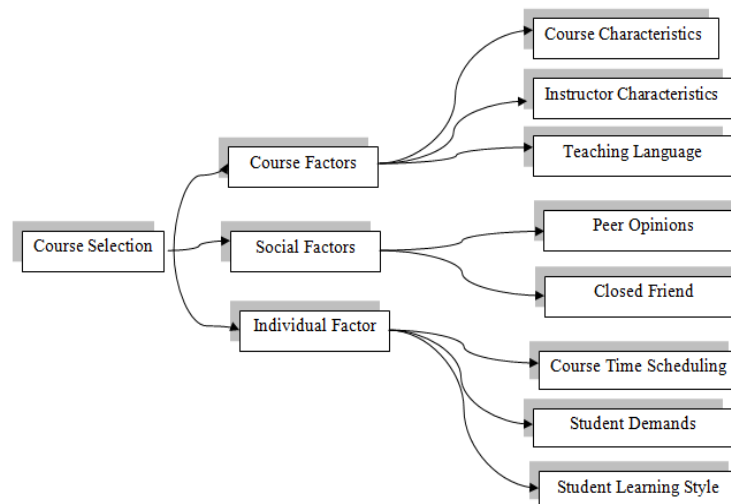 Course Characteristics
Instructor Characteristics
Course Factors
Teaching Language
Course Selection
Social Factors
Peer Opinions
Closed Friend
Individual Factor
Course Time Scheduling
Student Demands
Student Learning Style